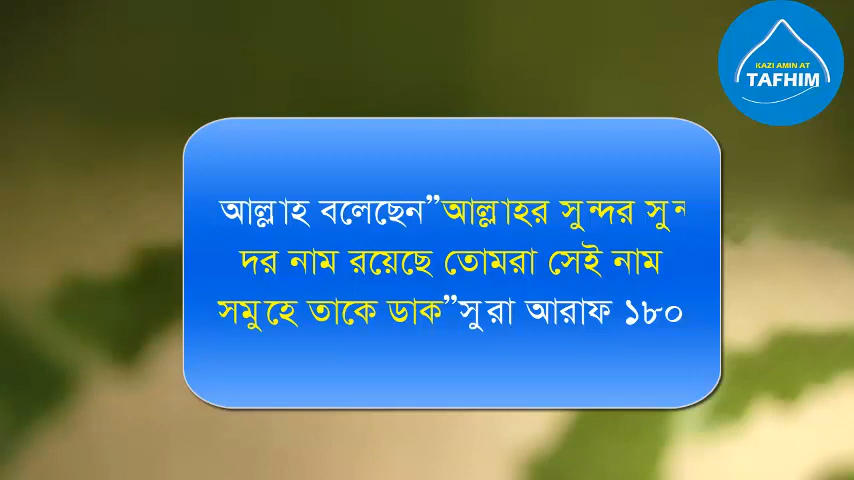 KAZI AMIN AT
TAFHIM
আল্লাহ বলেছেন”আল্লাহর সুন্দর সুন
দর নাম রয়েছে তোমরা সেই নাম
সমুহে তাকে ডাক”সুরা আরাফ ১৮০